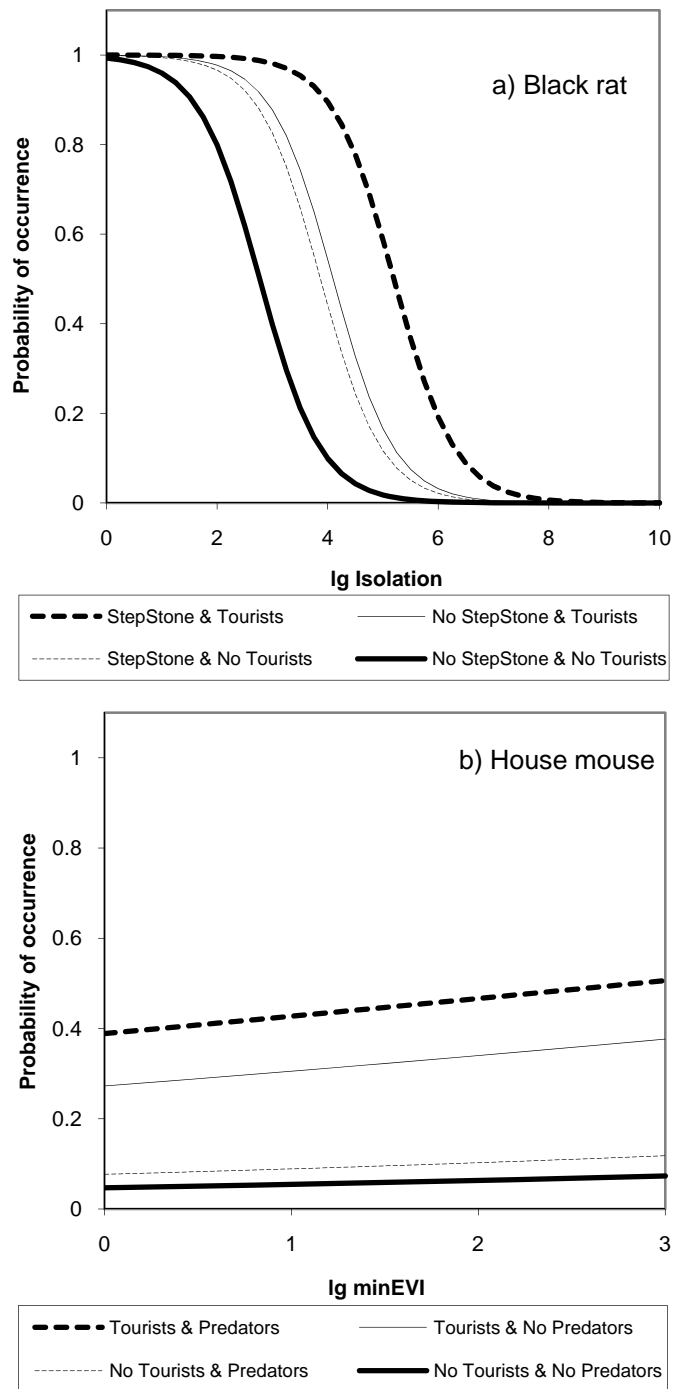 a) Black rat
Probability of occurrence
1
0.8
0.6
0.4
0.2
0
0 2 4 6 8 10
lg Isolation
StepStone & Tourists No StepStone & Tourists
StepStone & No Tourists No StepStone & No Tourists
b) House mouse
Probability of occurrence
1
0.8
0.6
0.4
0.2
0
0 1 2 3
lg minEVI
Tourists & Predators Tourists & No Predators
No Tourists & Predators No Tourists & No Predators